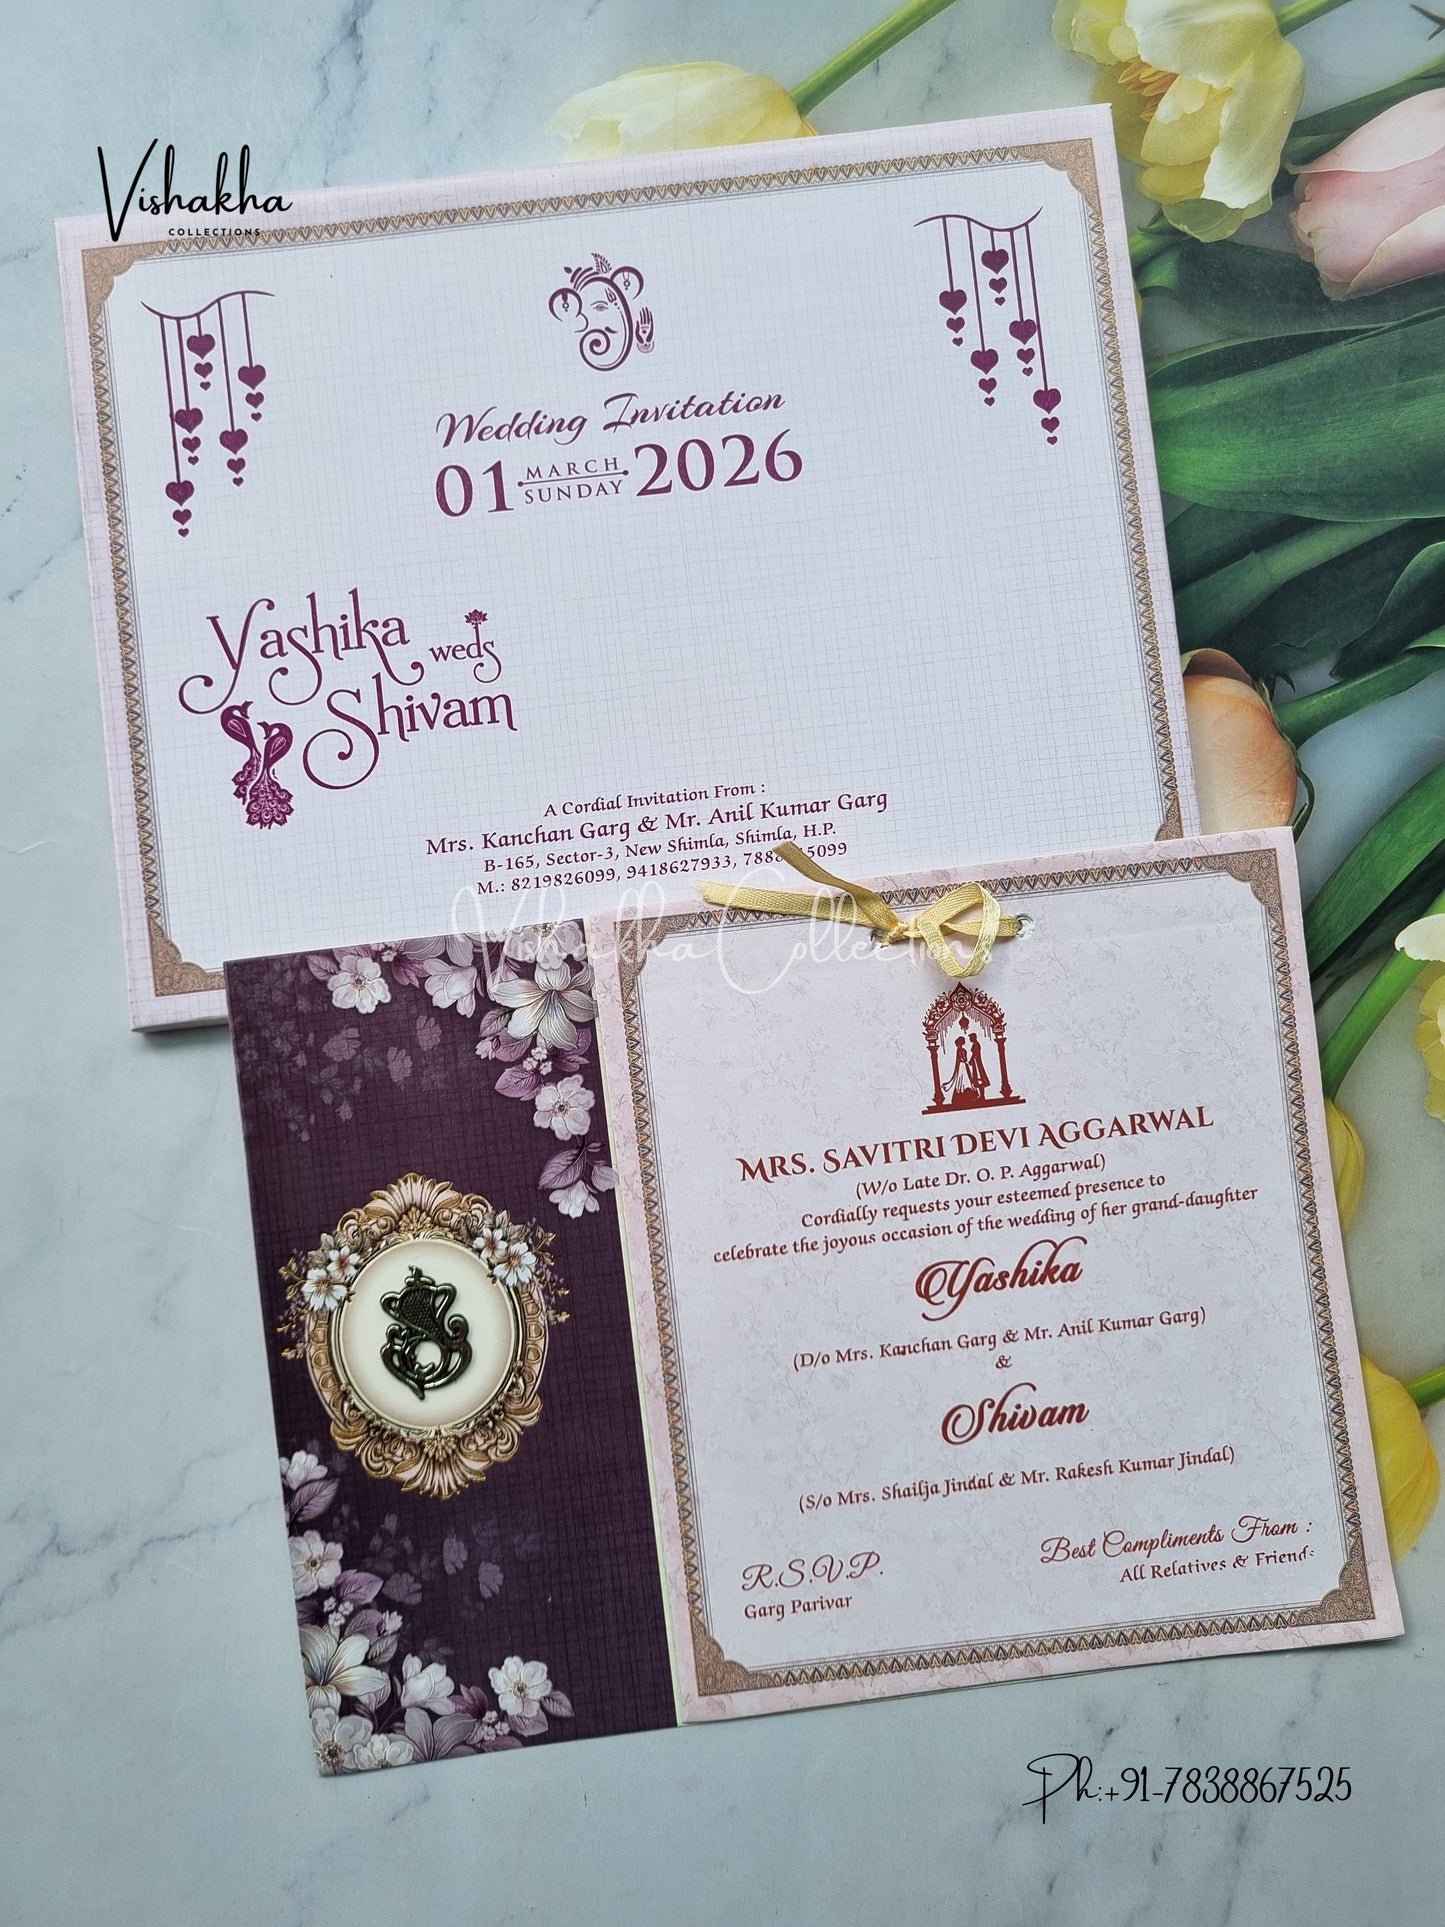 Vishakha
COLLECTIONS
Wedding Invitation
01 MARCH SUNDAY 2026
Yashika weds
Shivam
A Cordial Invitation From :
Mrs. Kanchan Garg & Mr. Anil Kumar Garg
B-165, Sector-3, New Shimla, Shimla, H.P.
M.: 8219826099, 9418627933,
Vishakha Collections
MRS. SAVITRI DEVI AGGARWAL
(W/o Late Dr. O. P. Aggarwal)
Cordially requests your esteemed presence to
celebrate the joyous occasion of the wedding of her grand-daughter
Yashika
(D/o Mrs. Kanchan Garg & Mr. Anil Kumar Garg)
&
Shivam
(S/o Mrs. Shailja Jindal & Mr. Rakesh Kumar Jindal)
R.S.V.P.
Garg Parivar
Best Compliments From :
All Relatives & Friends
Ph:+91-7838867525